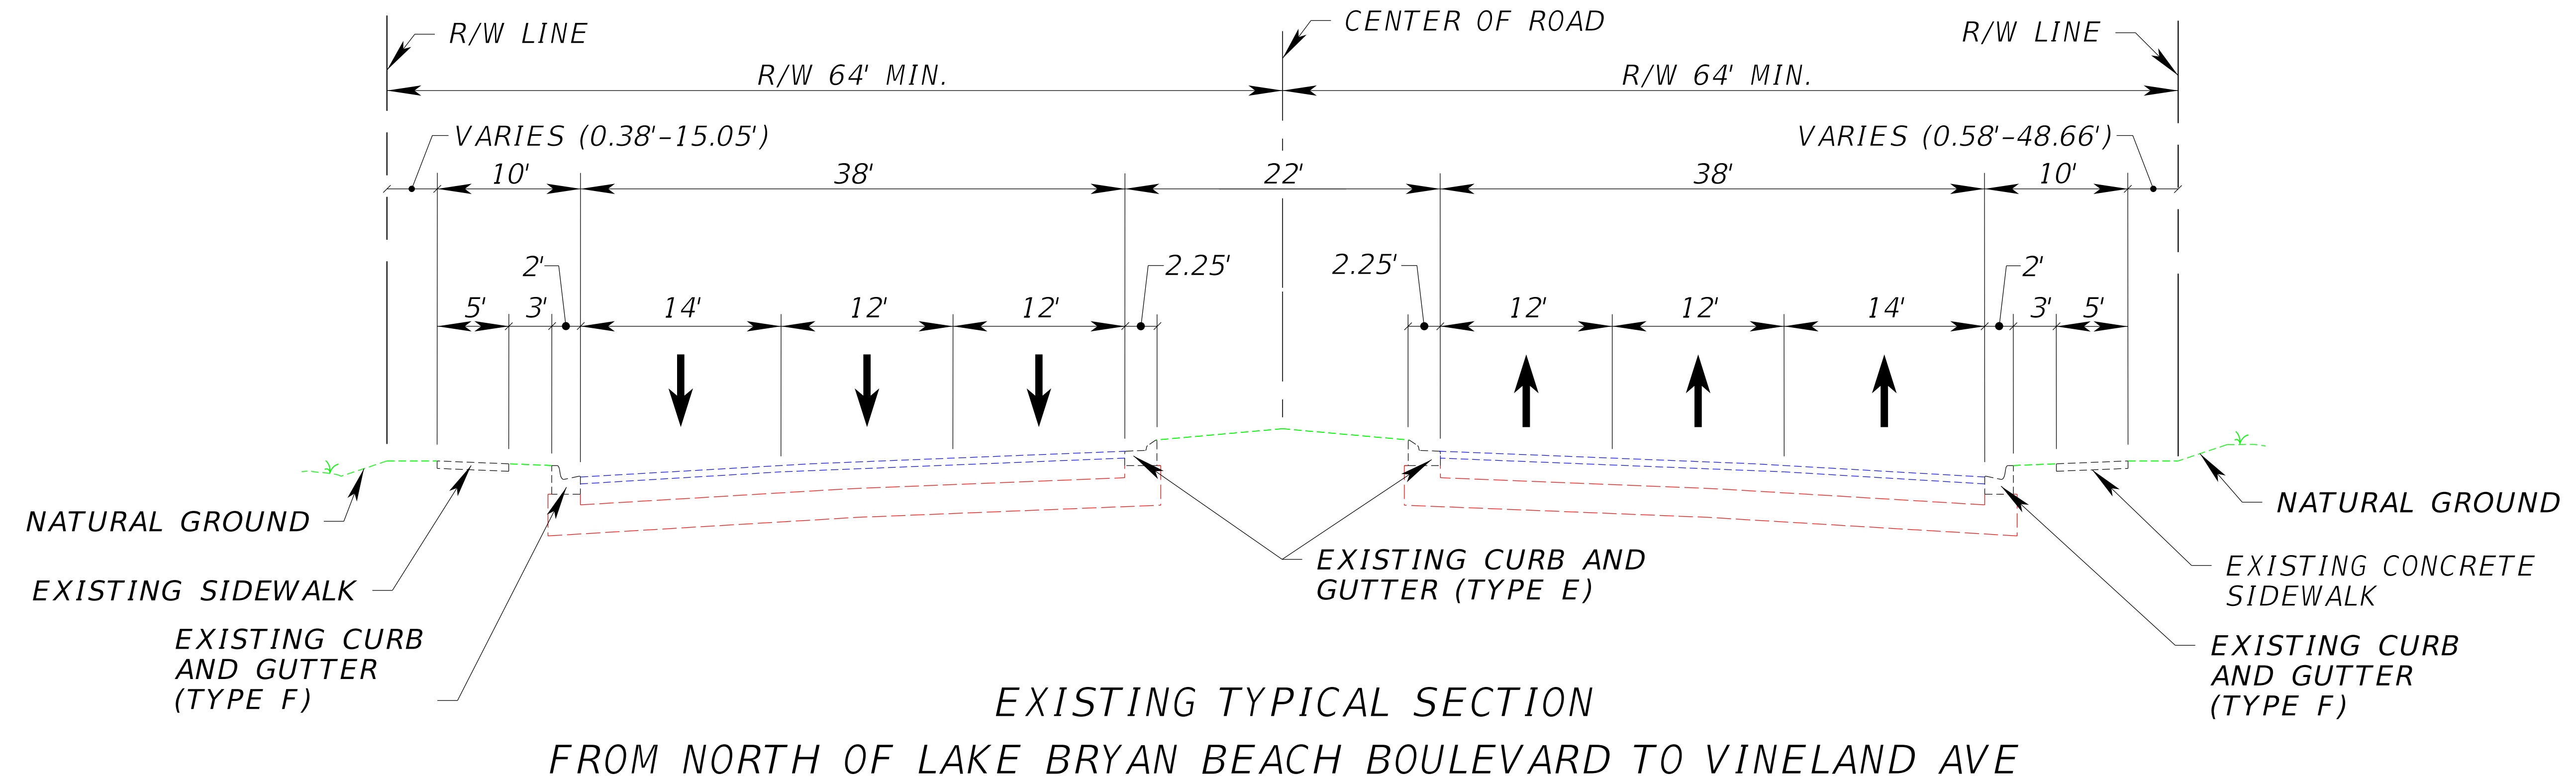 R/W LINE
CENTER OF ROAD
R/W LINE
R/W 64' MIN.
R/W 64' MIN.
VARIES (0.38'-15.05')
VARIES (0.58'-48.66')
10'
38'
22'
38'
10'
2'
2.25'
2.25'
2'
5'
3'
14'
12'
12'
12'
12'
14'
3'
5'
NATURAL GROUND
EXISTING SIDEWALK
EXISTING CURB
AND GUTTER
(TYPE F)
EXISTING CURB AND
GUTTER (TYPE E)
NATURAL GROUND
EXISTING CONCRETE
SIDEWALK
EXISTING CURB
AND GUTTER
(TYPE F)
EXISTING TYPICAL SECTION
FROM NORTH OF LAKE BRYAN BEACH BOULEVARD TO VINELAND AVE